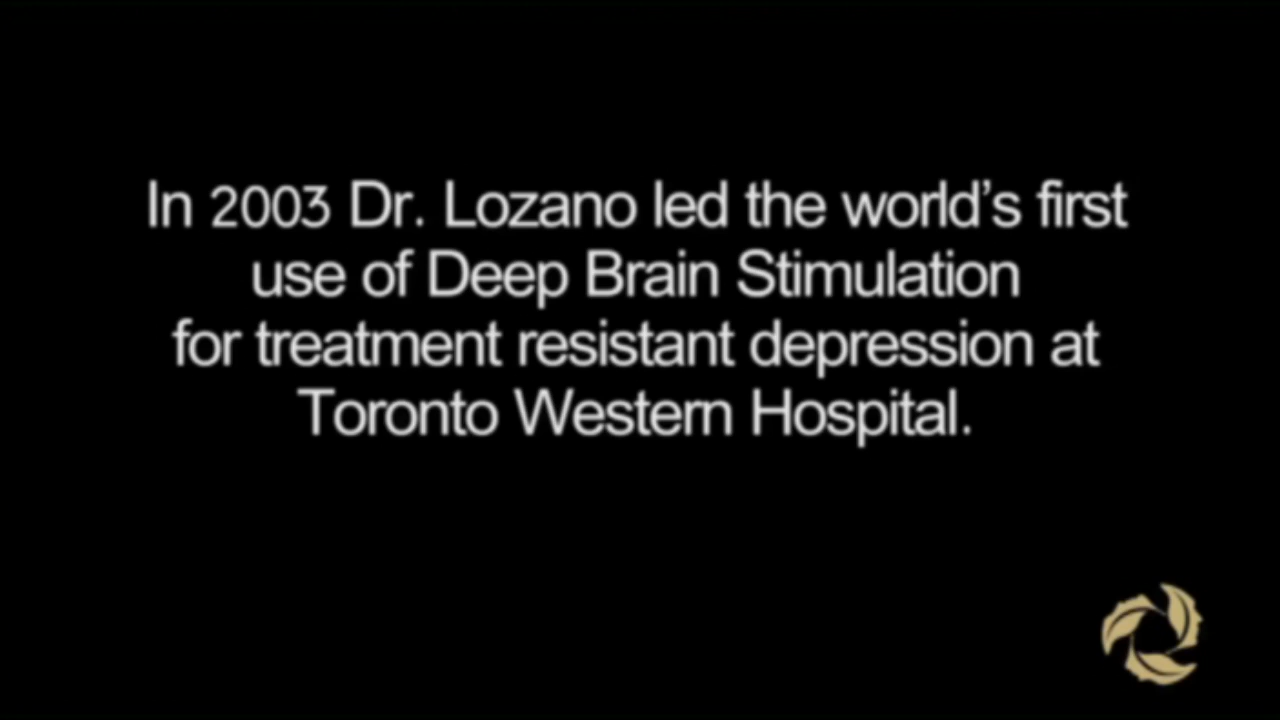 In 2003 Dr. Lozano led the world’s first
use of Deep Brain Stimulation
for treatment resistant depression at
Toronto Western Hospital.